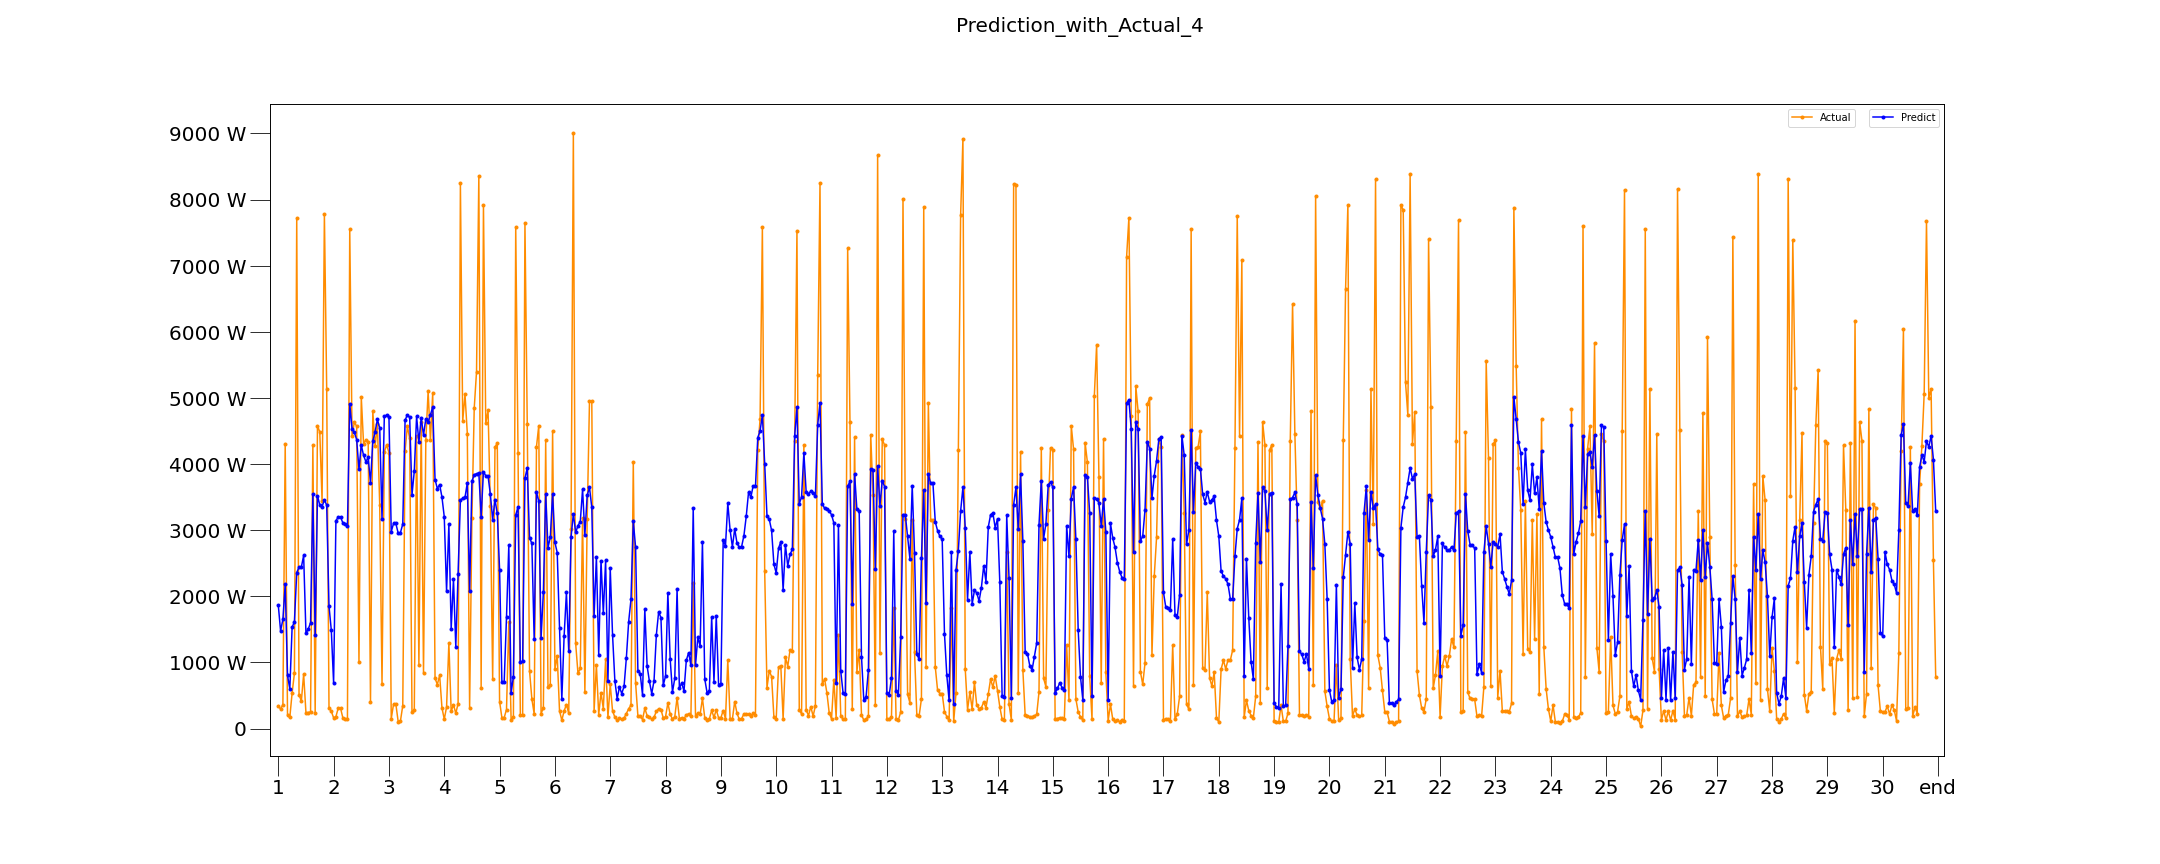 Prediction_with_Actual_4
Actual Predict
9000 W
8000 W
7000 W
6000 W
5000 W
4000 W
3000 W
2000 W
1000 W
0
1 2 3 4 5 6 7 8 9 10 11 12 13 14 15 16 17 18 19 20 21 22 23 24 25 26 27 28 29 30 end